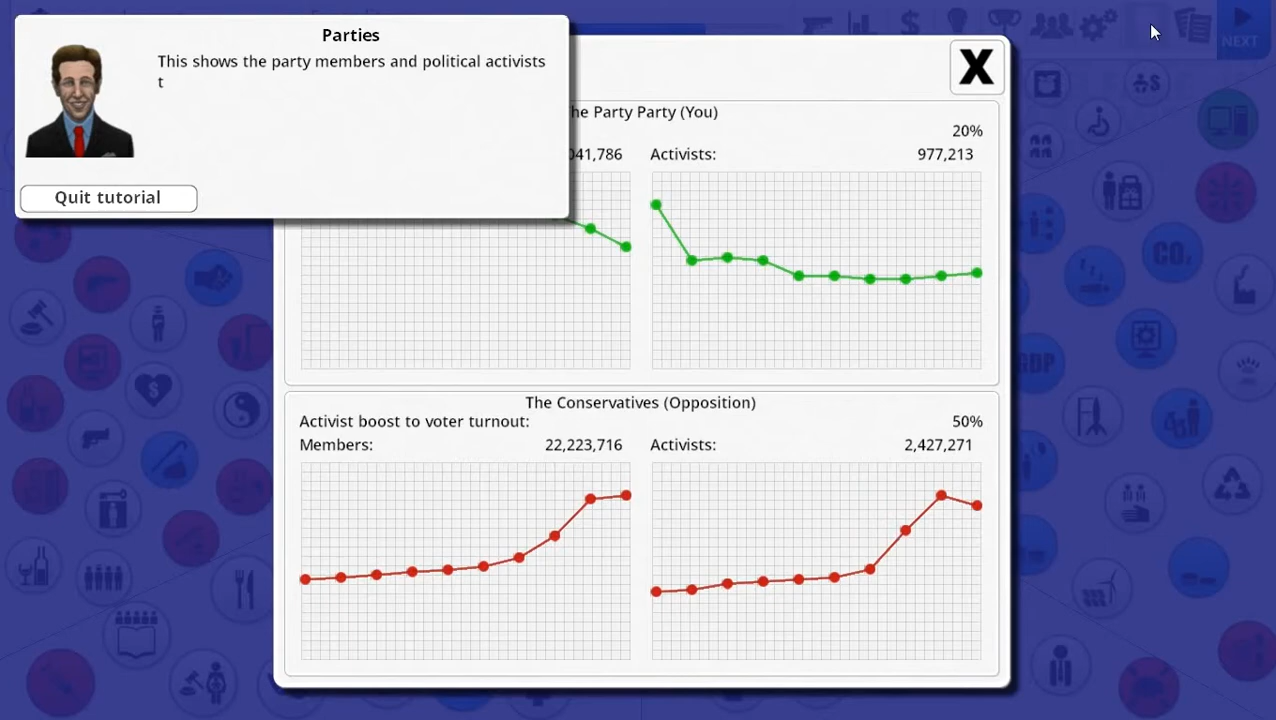 Parties
This shows the party members and political activists
t
Quit tutorial
NEXT
X
he Party Party (You)
20%
041,786
Activists:
977,213
The Conservatives (Opposition)
Activist boost to voter turnout:
50%
Members:
22,223,716
Activists:
2,427,271
CO₂
GDP